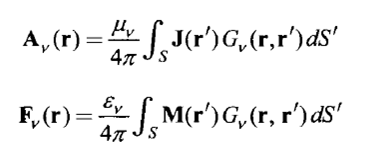 A_ν(r) = μ_ν/4π ∫_S J(r′)G_ν(r,r′)dS′
F_ν(r) = ε_ν/4π ∫_S M(r′)G_ν(r, r′)dS′